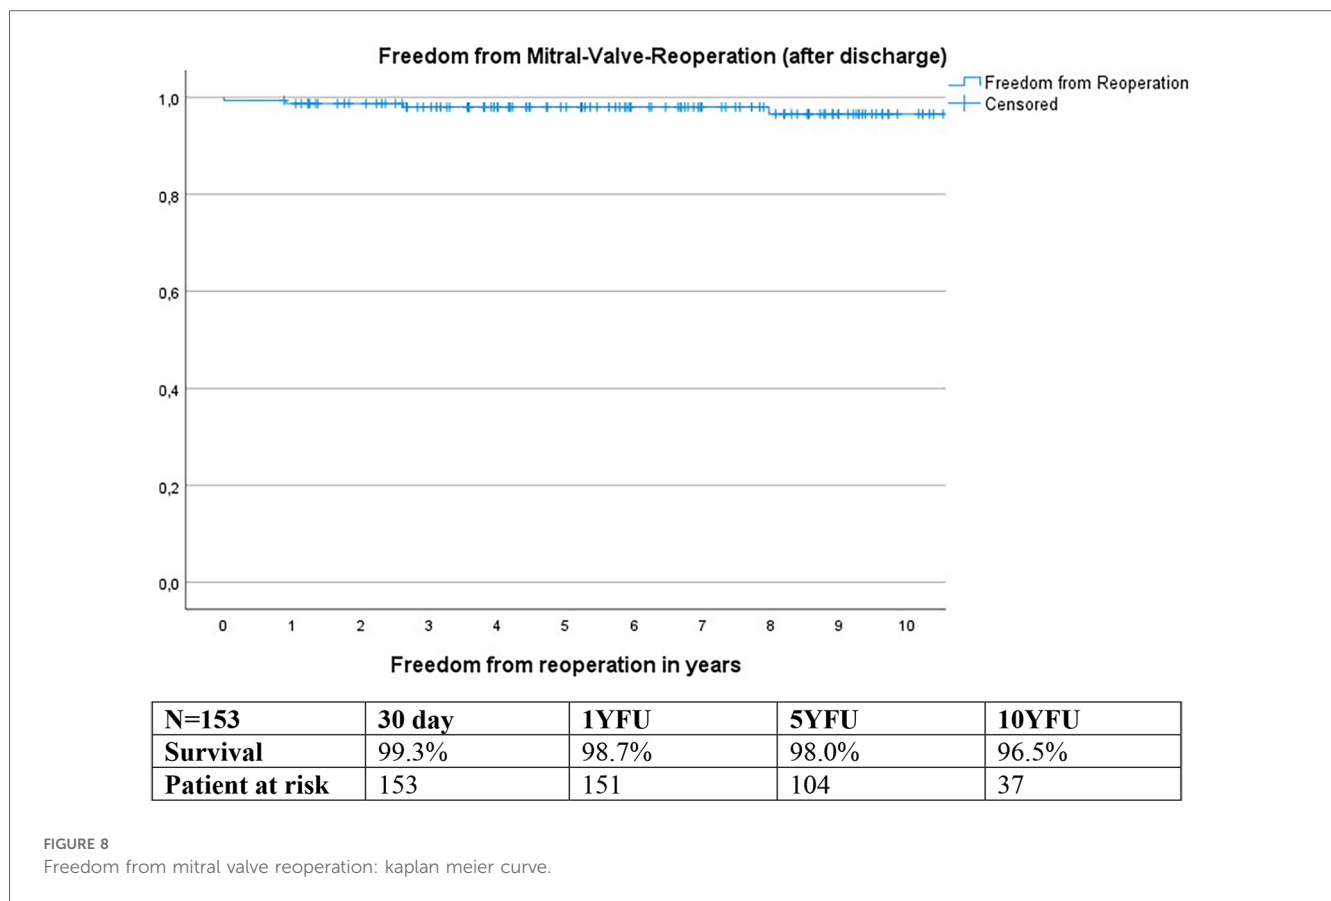 Freedom from Mitral-Valve-Reoperation (after discharge)
Freedom from Reoperation
Censored
1,0
0,8
0,6
0,4
0,2
0,0
0 1 2 3 4 5 6 7 8 9 10
Freedom from reoperation in years
N=153 30 day 1YFU 5YFU 10YFU
Survival 99.3% 98.7% 98.0% 96.5%
Patient at risk 153 151 104 37
FIGURE 8
Freedom from mitral valve reoperation: kaplan meier curve.